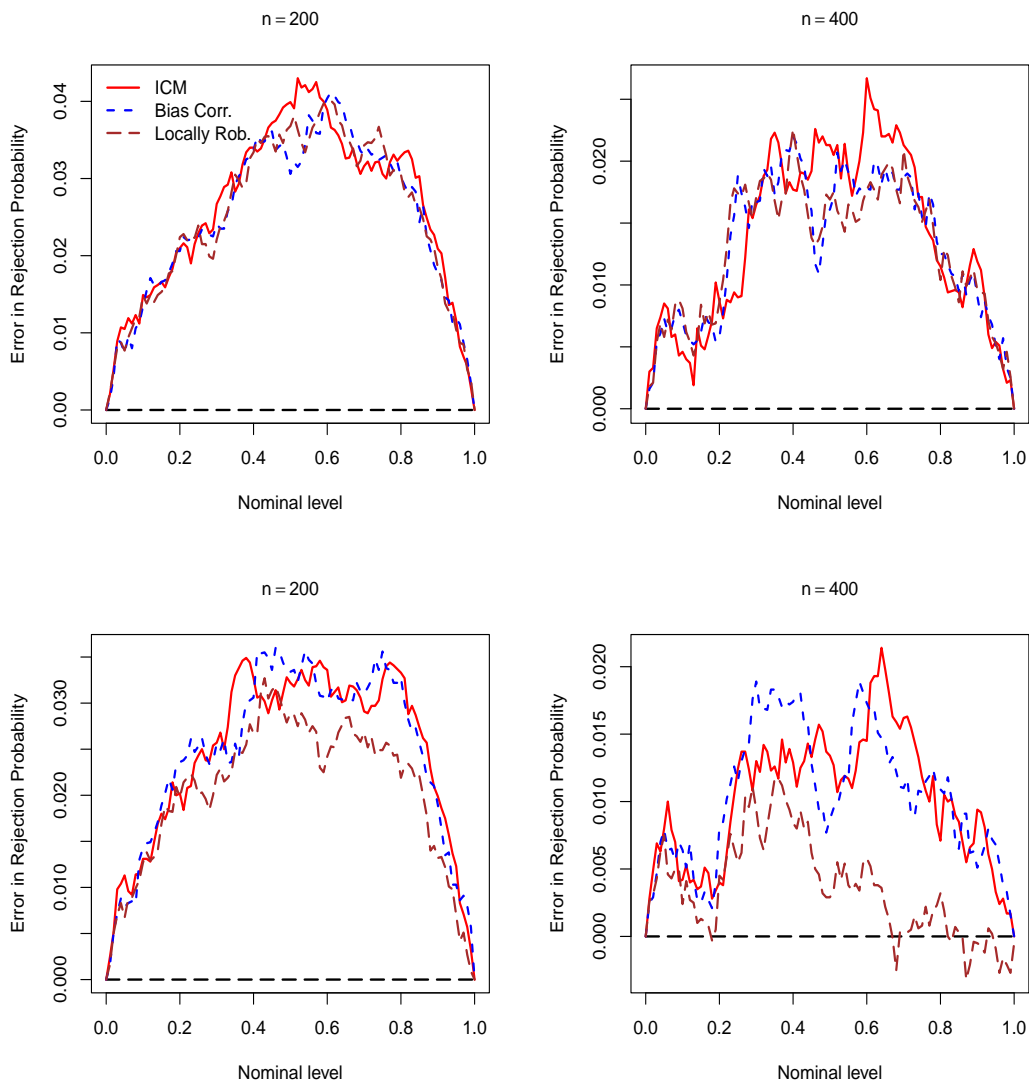 n = 200
Error in Rejection Probability
0.00
0.01
0.02
0.03
0.04
ICM
Bias Corr.
Locally Rob.
0.0 0.2 0.4 0.6 0.8 1.0
Nominal level
n = 400
Error in Rejection Probability
0.000
0.010
0.020
0.0 0.2 0.4 0.6 0.8 1.0
Nominal level
n = 200
Error in Rejection Probability
0.000
0.010
0.020
0.030
0.0 0.2 0.4 0.6 0.8 1.0
Nominal level
n = 400
Error in Rejection Probability
0.000
0.005
0.010
0.015
0.020
0.0 0.2 0.4 0.6 0.8 1.0
Nominal level